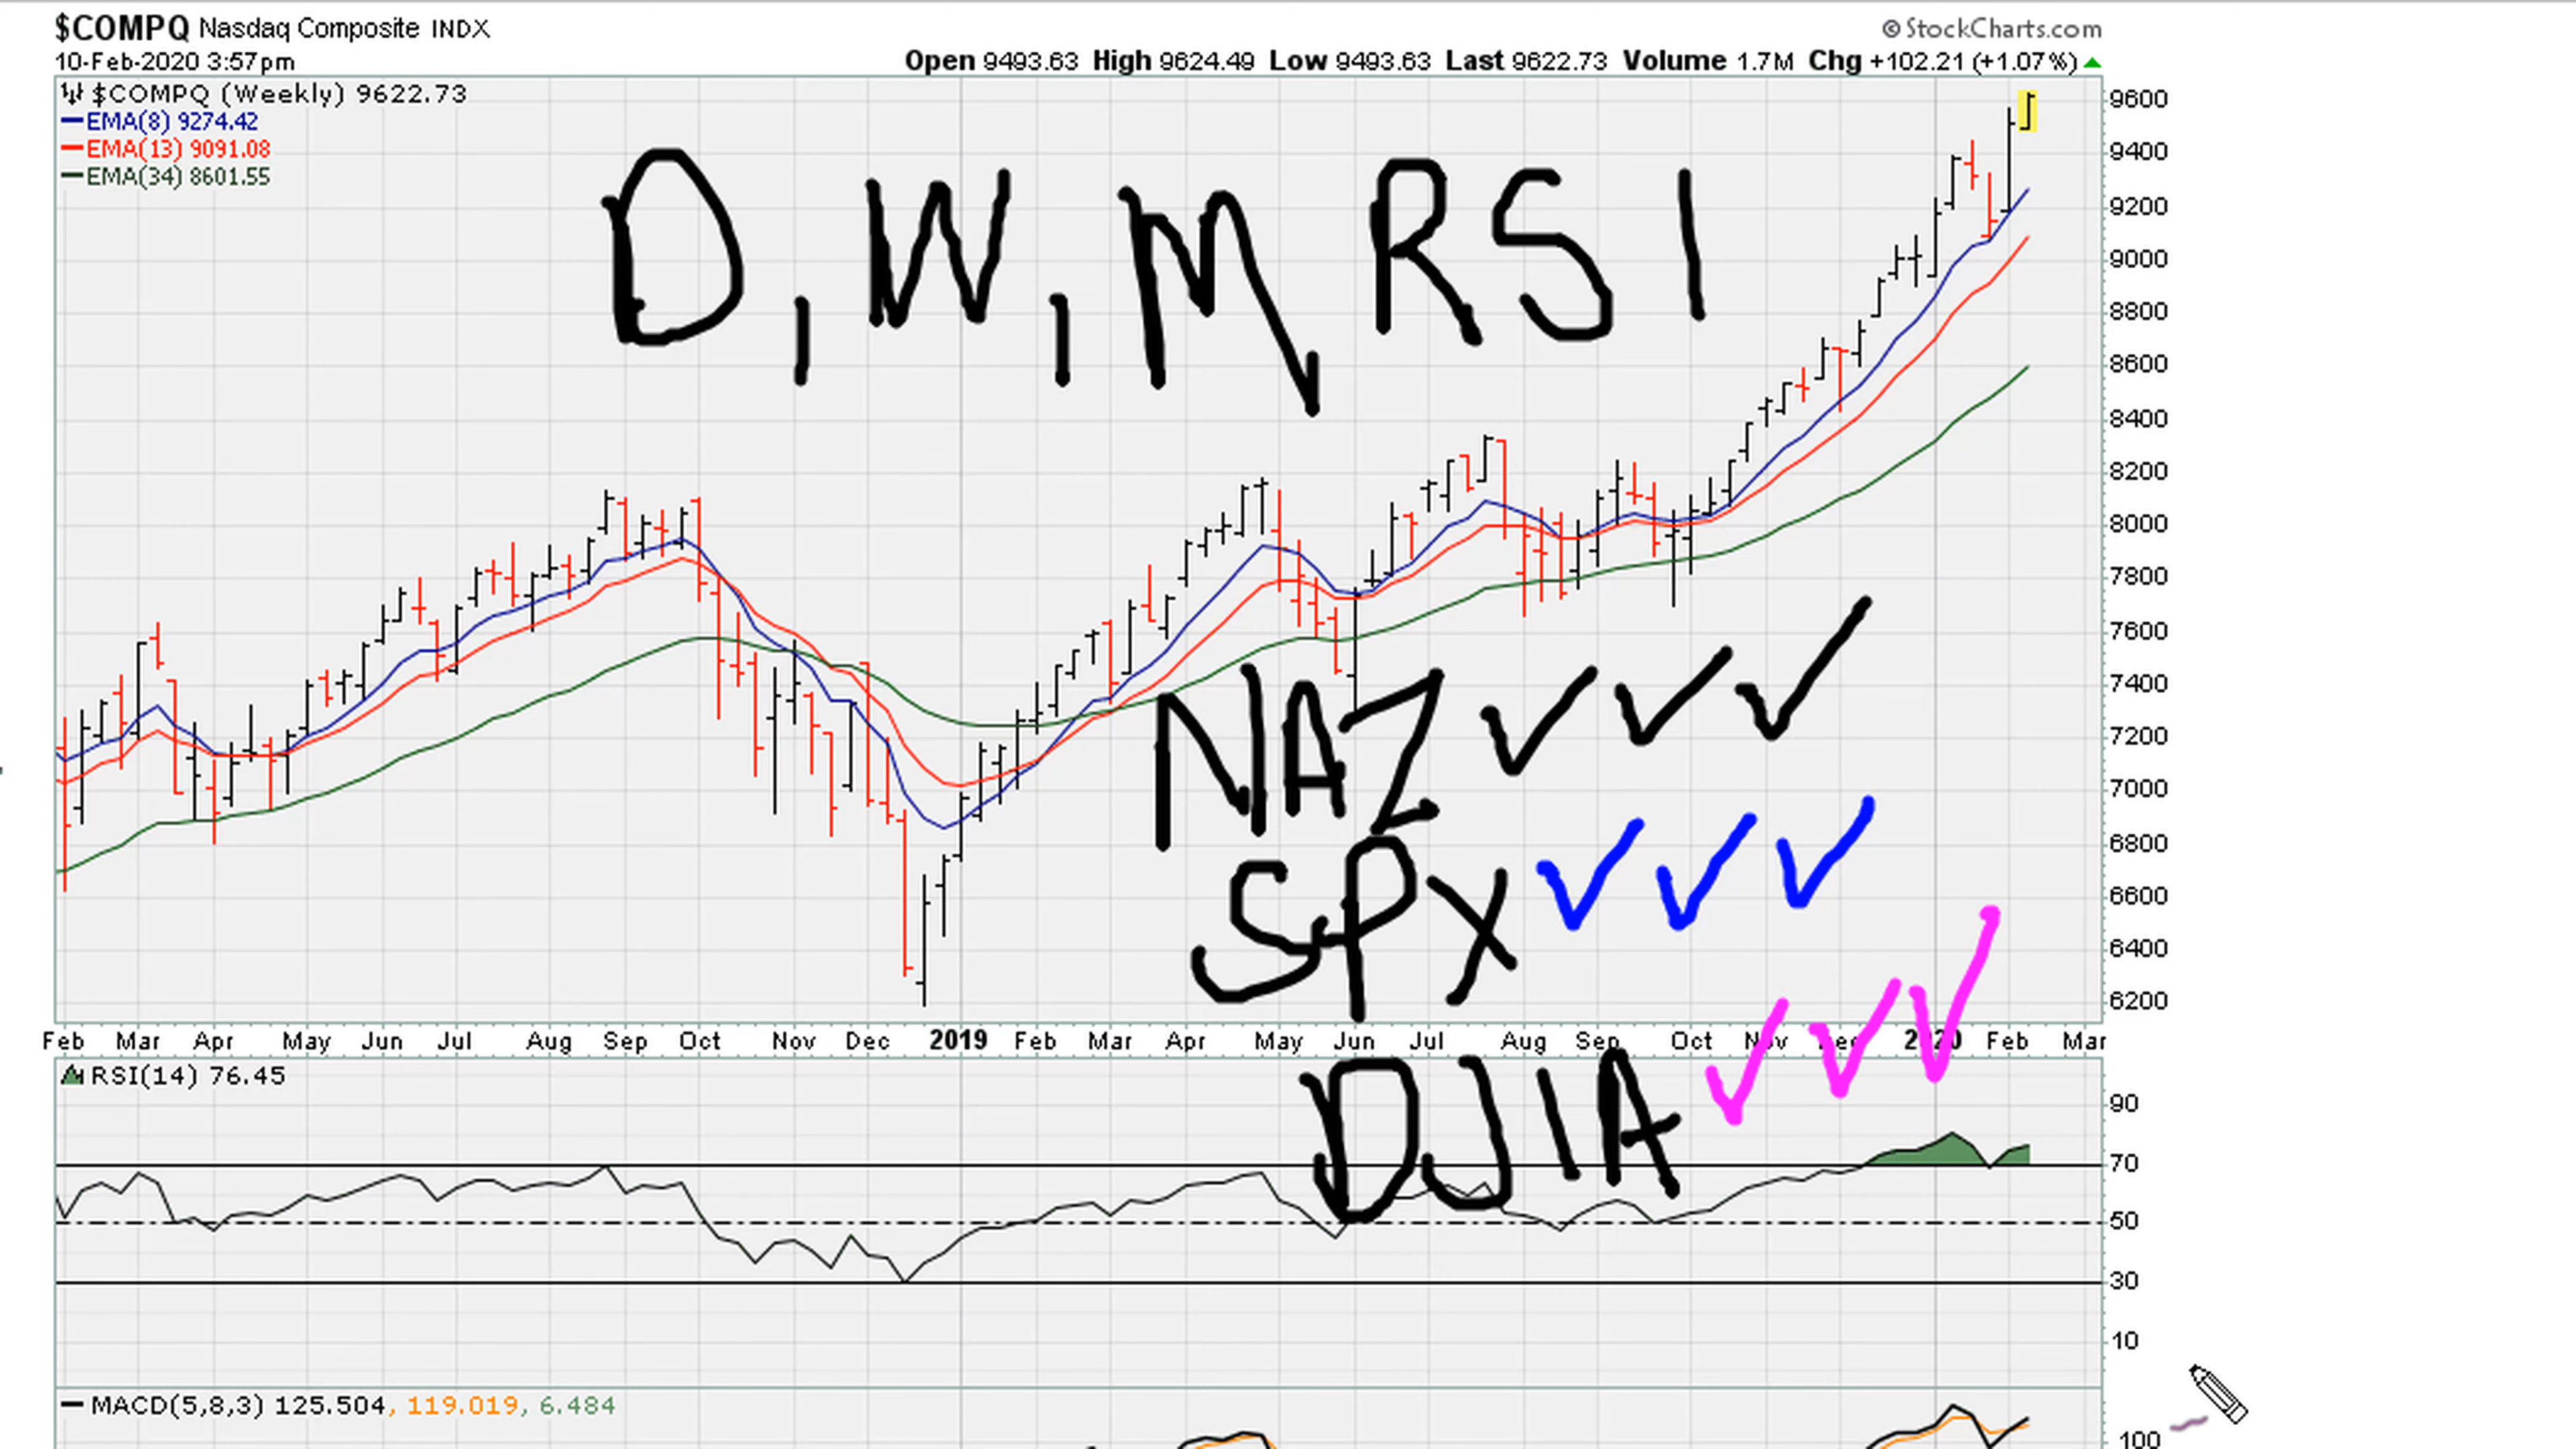 $COMPQ Nasdaq Composite INDX © StockCharts.com
10-Feb-2020 3:57pm Open 9493.63 High 9624.49 Low 9493.63 Last 9622.73 Volume 1.7M Chg +102.21 (+1.07%)
$COMPQ (Weekly) 9622.73
EMA(8) 9274.42
EMA(13) 9091.08
EMA(34) 8601.55
D, W, M, RSI
9600
9400
9200
9000
8800
8600
8400
8200
8000
7800
7600
7400
7200
7000
6800
6600
6400
6200
NAZ ✓ ✓ ✓
SPX ✓ ✓ ✓
Feb Mar Apr May Jun Jul Aug Sep Oct Nov Dec 2019 Feb Mar Apr May Jun Jul Aug Sep Oct Nov Dec 2020 Feb Mar
DJIA ✓ ✓ ✓
RSI(14) 76.45
90
70
50
30
10
MACD(5,8,3) 125.504, 119.019, 6.484
100